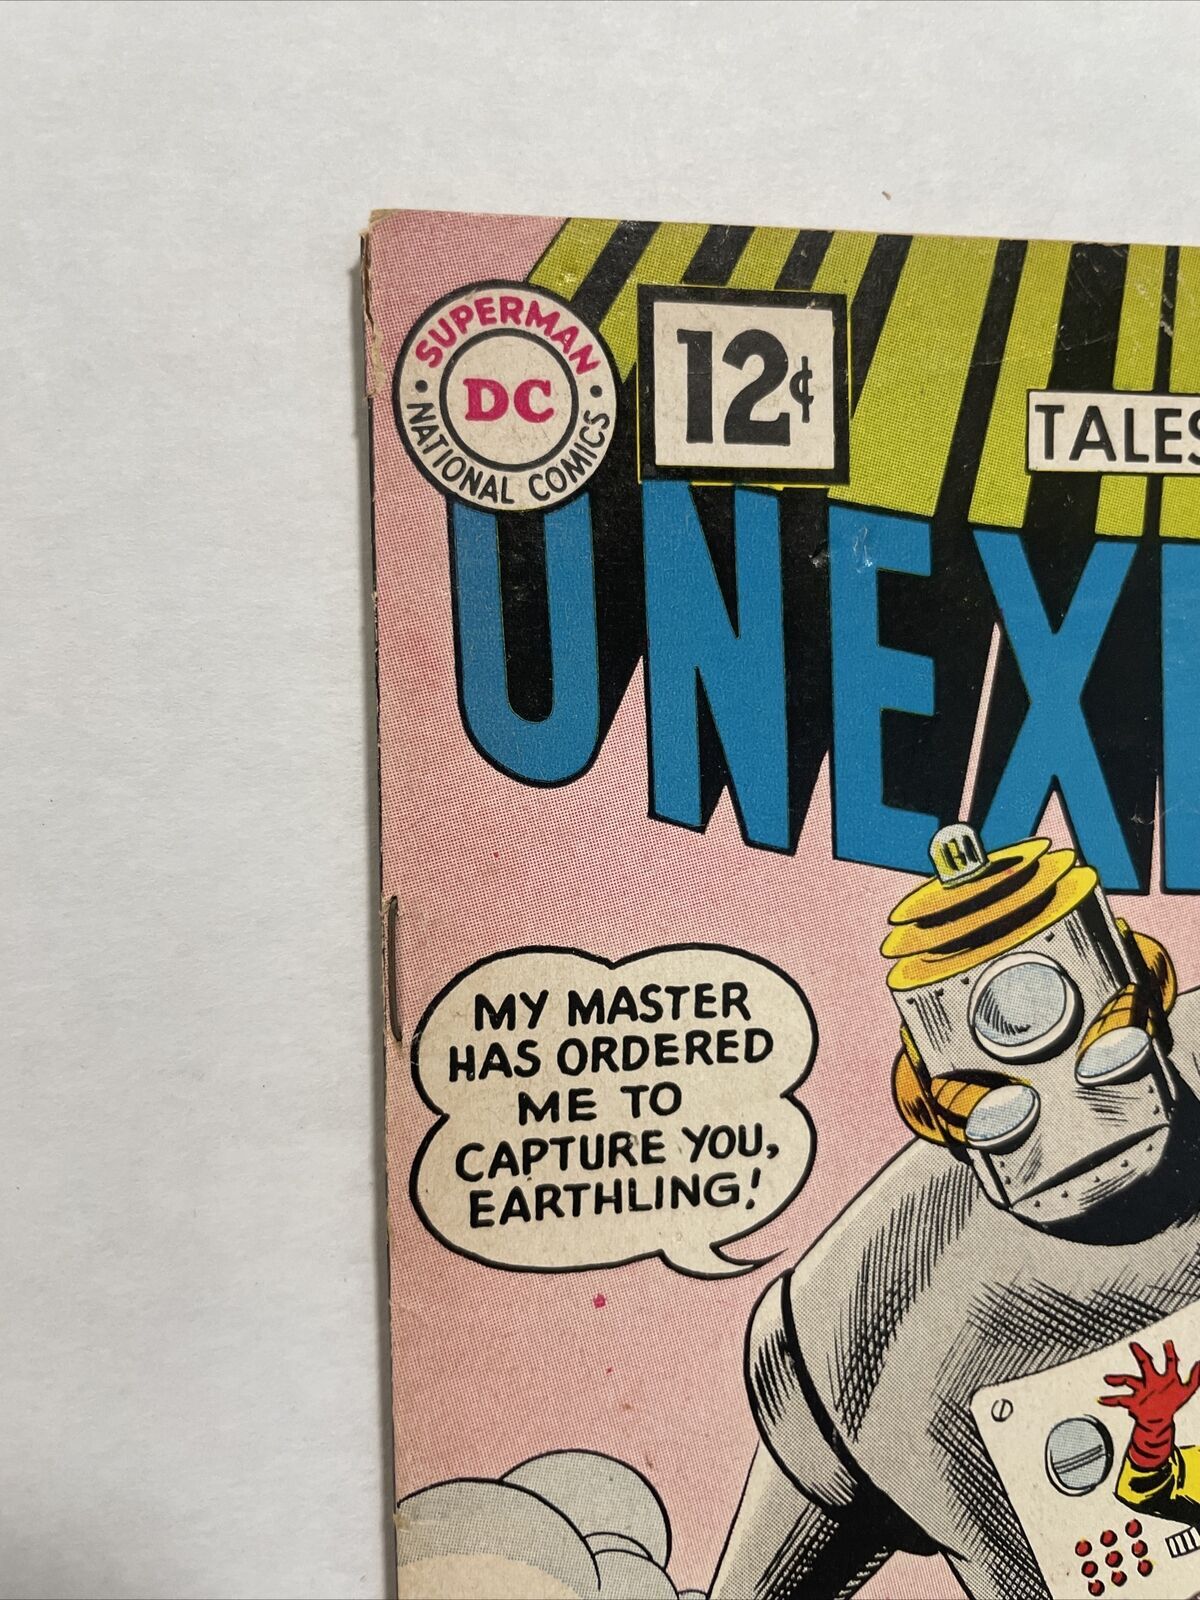 SUPERMAN
DC
NATIONAL COMICS
12¢
TALES
UNEX
MY MASTER
HAS ORDERED
ME TO
CAPTURE YOU,
EARTHLING!